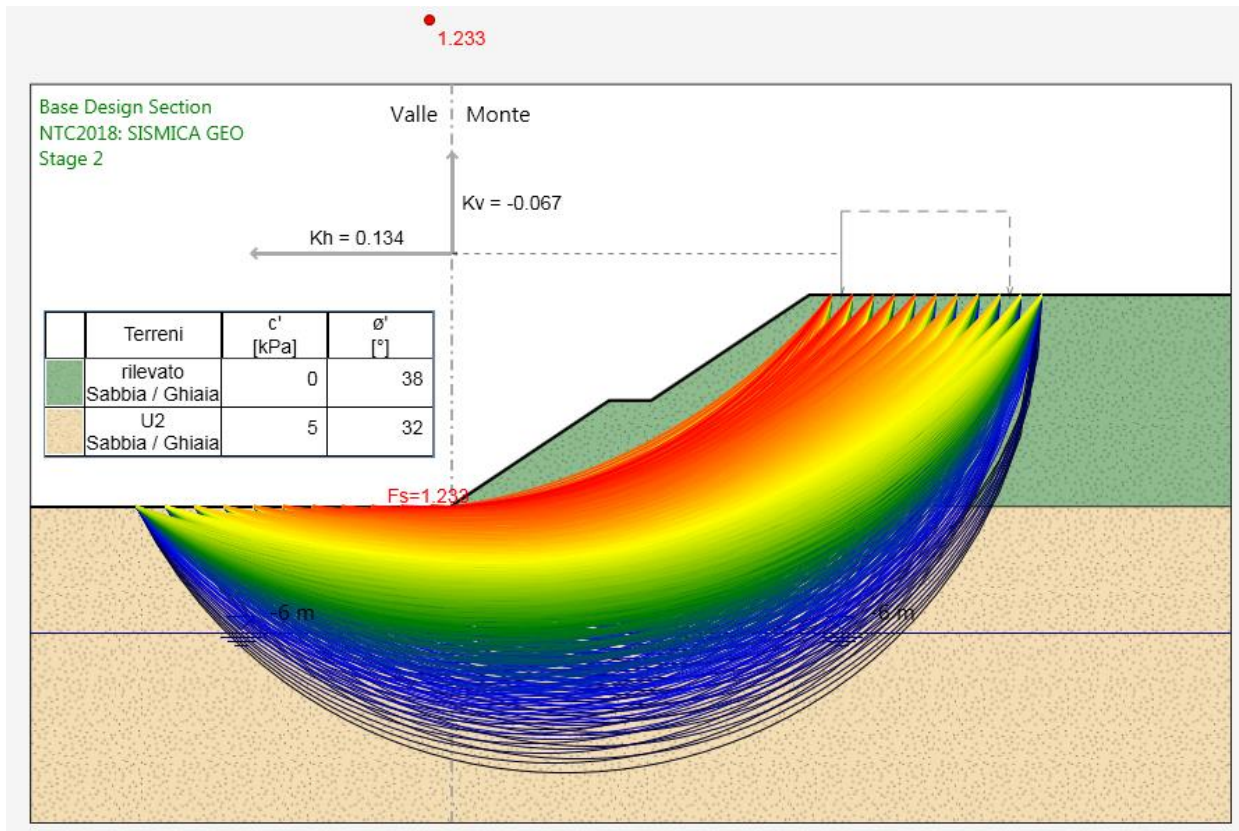 1.233
Base Design Section
NTC2018: SISMICA GEO
Stage 2
Valle
Monte
Kv = -0.067
Kh = 0.134
Terreni
c'
[kPa]
ø'
[°]
rilevato
Sabbia / Ghiaia
0
38
U2
Sabbia / Ghiaia
5
32
Fs=1.233
-6 m
-6 m